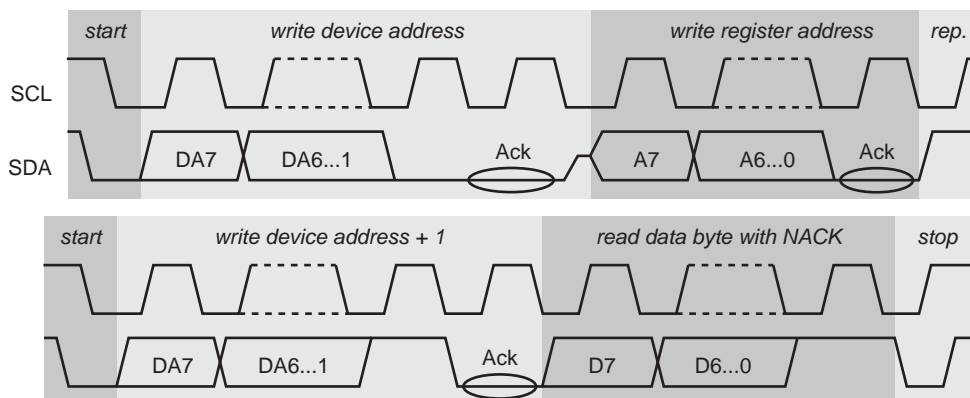 start write device address write register address rep.
SCL
SDA DA7 DA6...1 Ack A7 A6...0 Ack
start write device address + 1 read data byte with NACK stop
DA7 DA6...1 Ack D7 D6...0